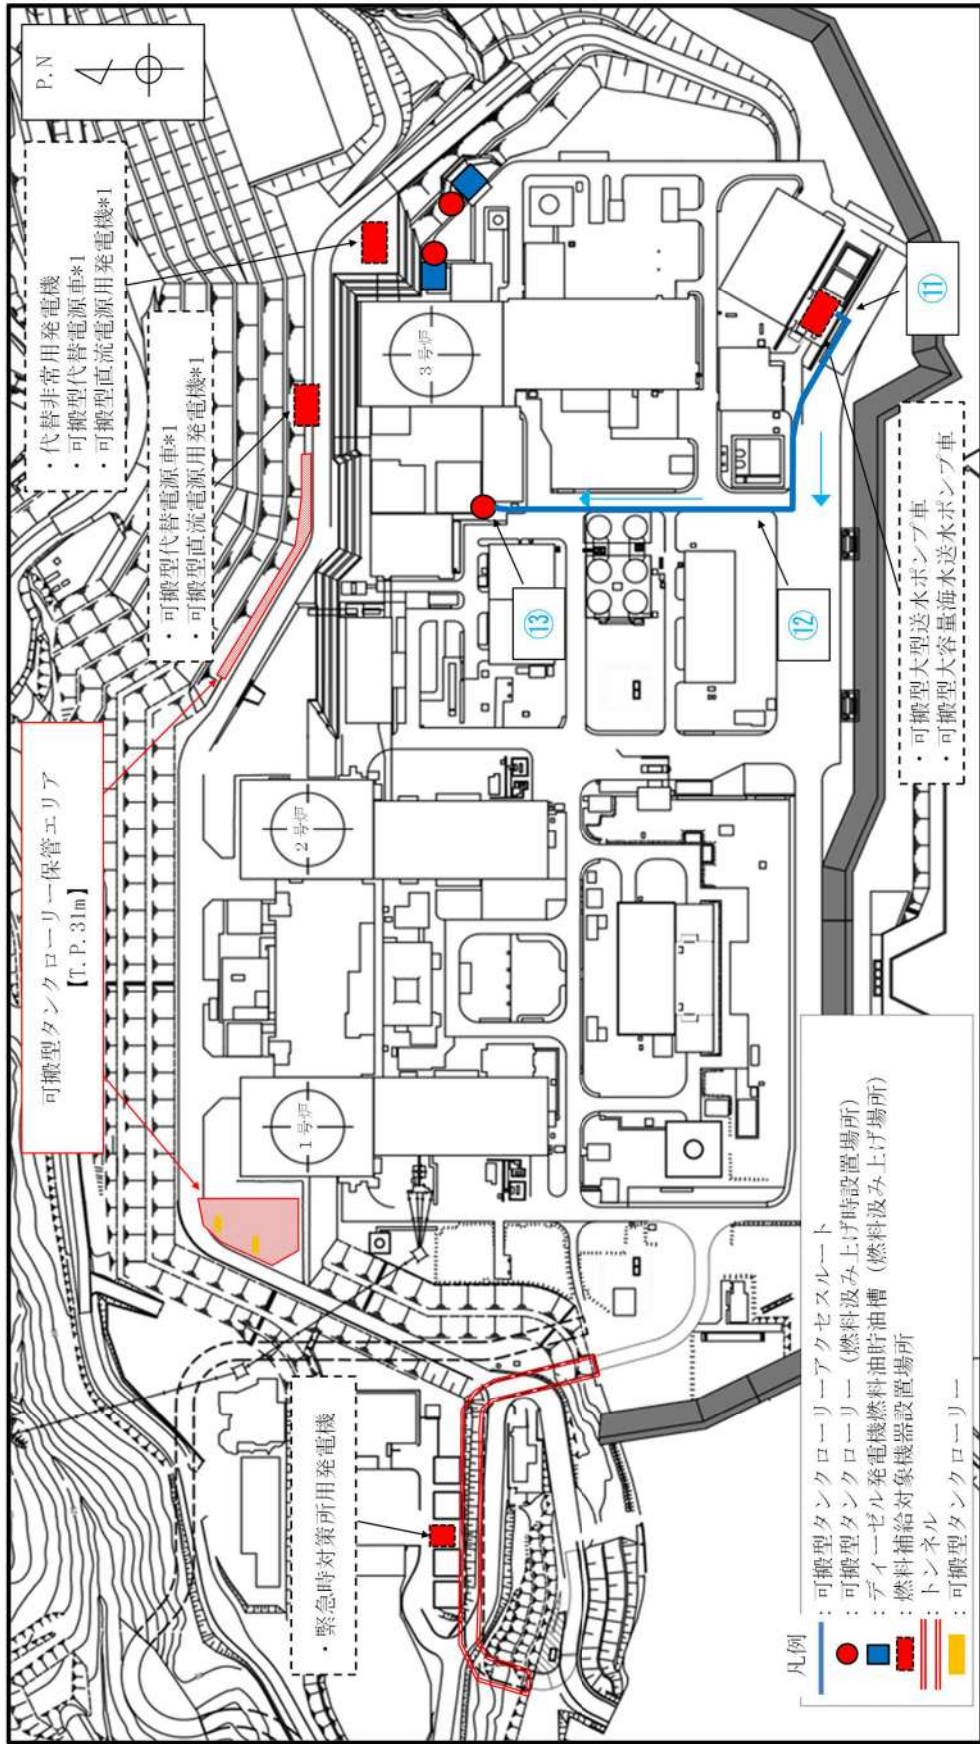 P.N
・代替非常用発電機
・可搬型代替電源車*1
・可搬型直流電源用発電機*1
・可搬型代替電源車*1
・可搬型直流電源用発電機*1
可搬型タンクローリー保管エリア
【T.P.31m】
・緊急時対策所用発電機
1号炉
2号炉
3号炉
⑪
⑫
⑬
・可搬型大型送水ポンプ車
・可搬型大容量海水送水ポンプ車
凡例
：可搬型タンクローリーアクセスルート
：可搬型タンクローリー（燃料汲み上げ時設置場所）
：ディーゼル発電機燃料油貯油槽（燃料汲み上げ場所）
：燃料補給対象機器設置場所
：トンネル
：可搬型タンクローリー